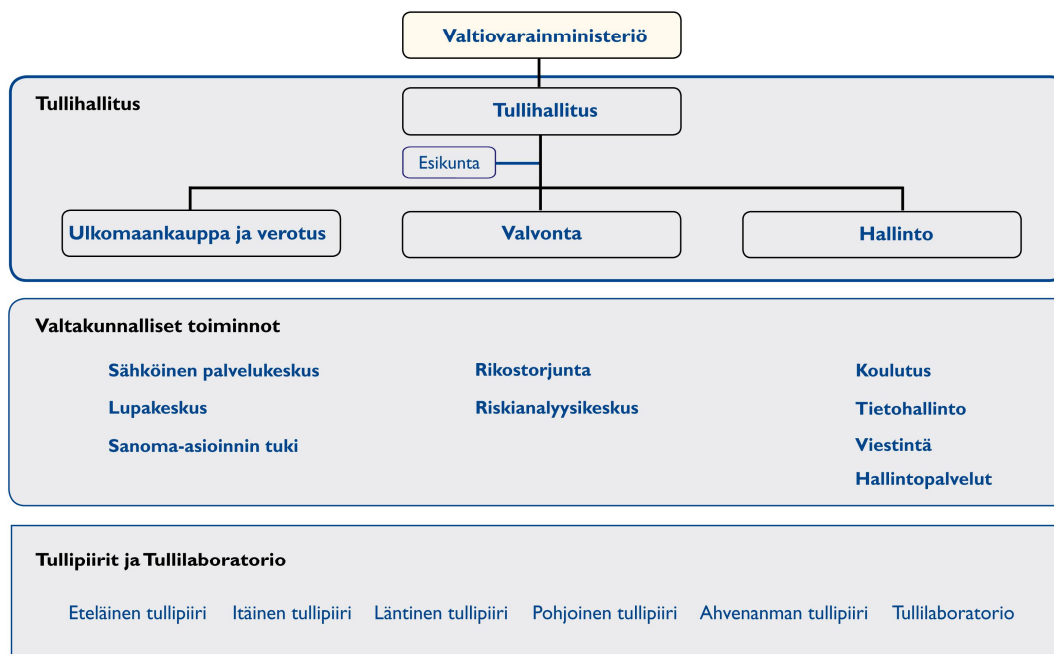 Valtiovarainministeriö
Tullihallitus
Tullihallitus
Esikunta
Ulkomaankauppa ja verotus
Valvonta
Hallinto
Valtakunnalliset toiminnot
Sähköinen palvelukeskus
Rikostorjunta
Koulutus
Lupakeskus
Riskianalyysikeskus
Tietohallinto
Sanoma-asioinnin tuki
Viestintä
Hallintopalvelut
Tullipiirit ja Tullilaboratorio
Eteläinen tullipiiri
Itäinen tullipiiri
Läntinen tullipiiri
Pohjoinen tullipiiri
Ahvenanman tullipiiri
Tullilaboratorio